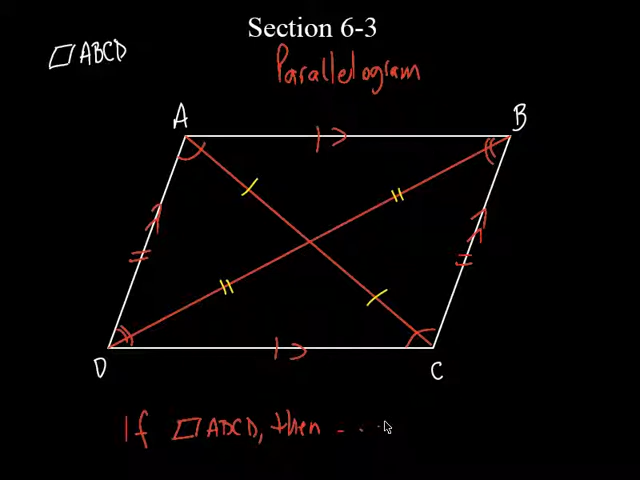 Section 6-3
▱ABCD
Parallelogram
A
B
D
C
If ▱ABCD, then ....